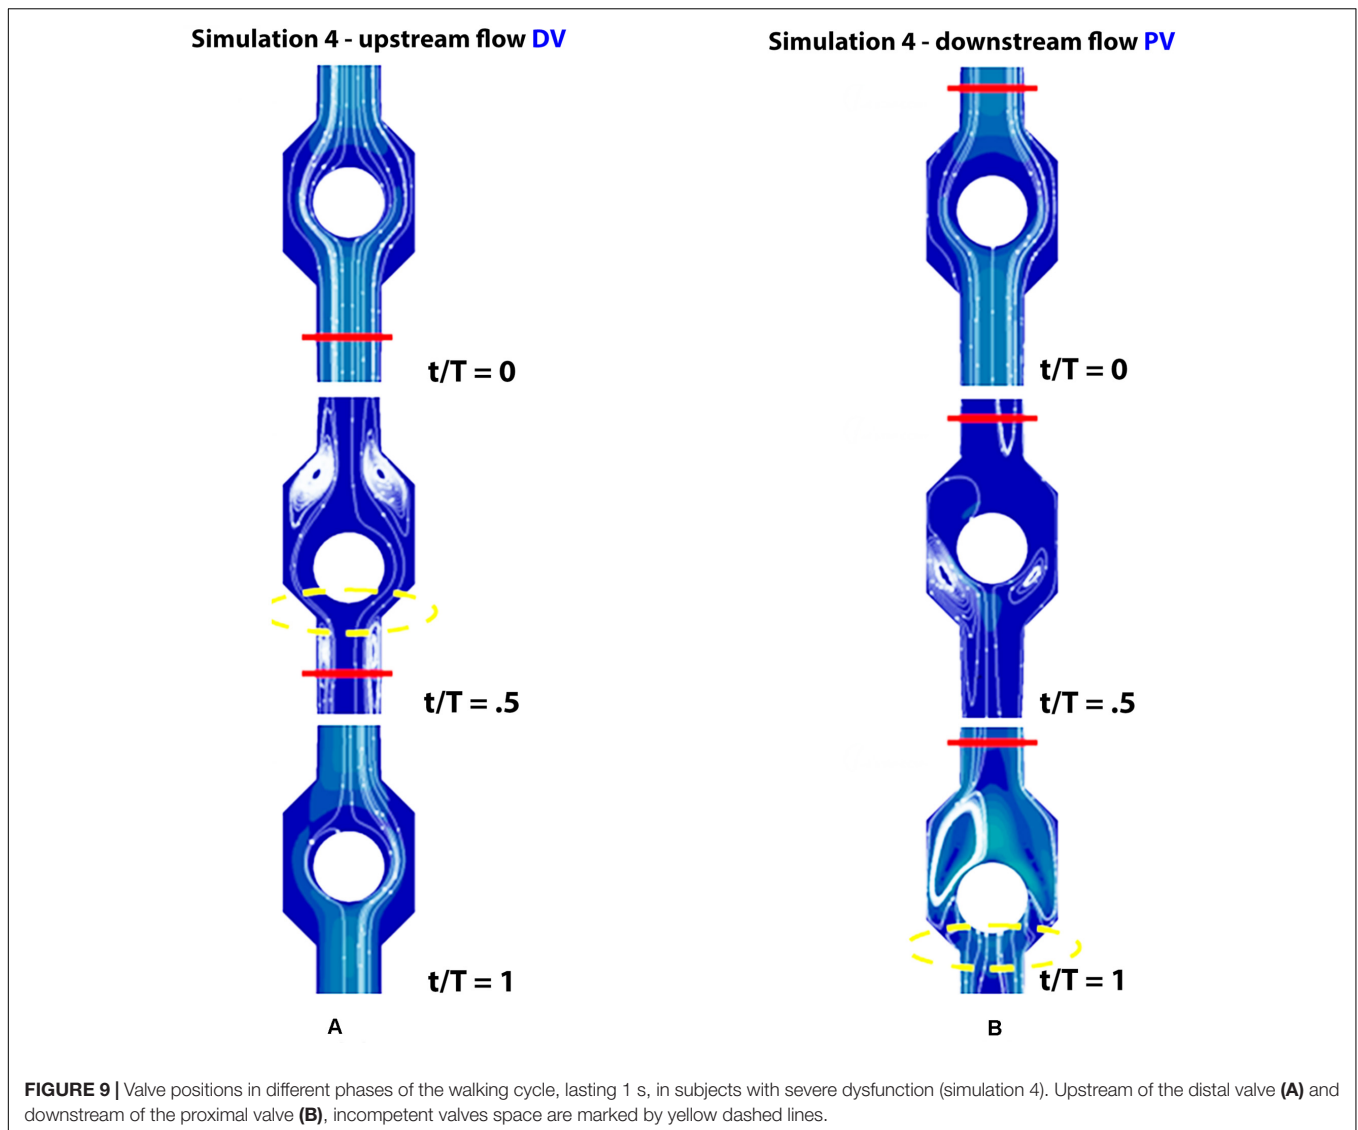 Simulation 4 - upstream flow DV
t/T = 0
t/T = .5
t/T = 1
A
Simulation 4 - downstream flow PV
t/T = 0
t/T = .5
t/T = 1
B
FIGURE 9 | Valve positions in different phases of the walking cycle, lasting 1 s, in subjects with severe dysfunction (simulation 4). Upstream of the distal valve (A) and
downstream of the proximal valve (B), incompetent valves space are marked by yellow dashed lines.